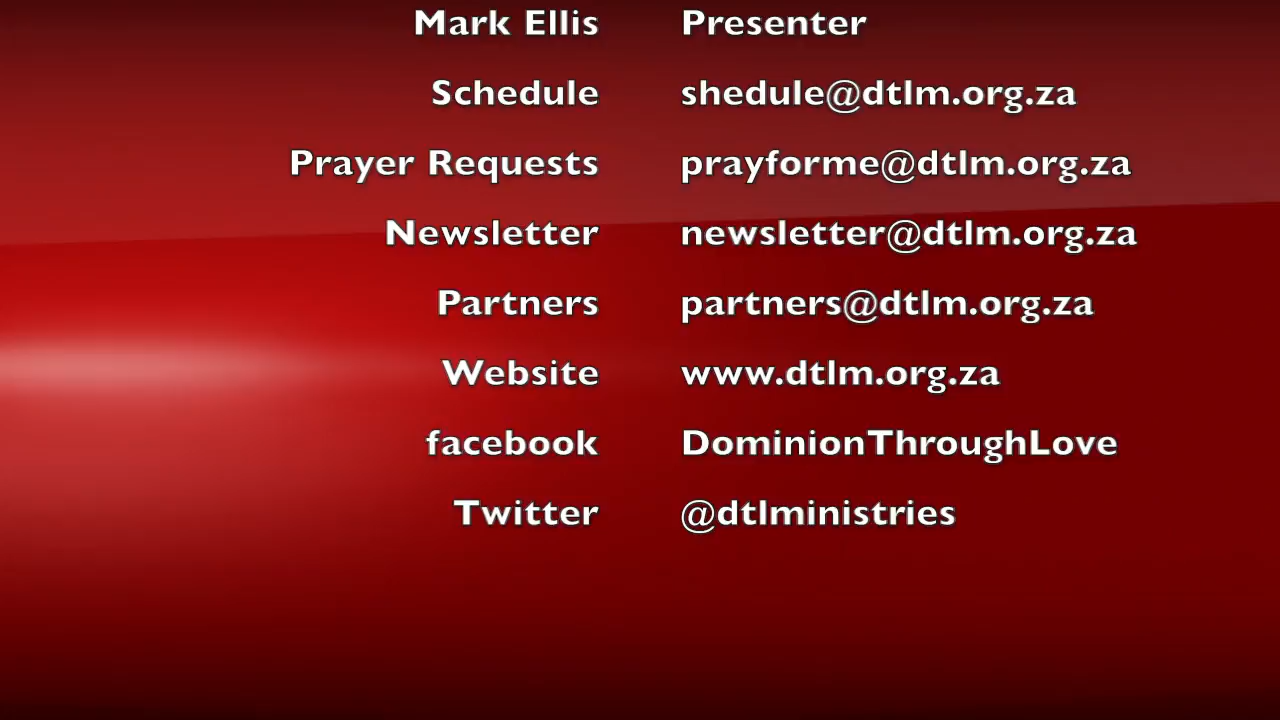 Mark Ellis Presenter
Schedule shedule@dtlm.org.za
Prayer Requests prayforme@dtlm.org.za
Newsletter newsletter@dtlm.org.za
Partners partners@dtlm.org.za
Website www.dtlm.org.za
facebook DominionThroughLove
Twitter @dtlministries